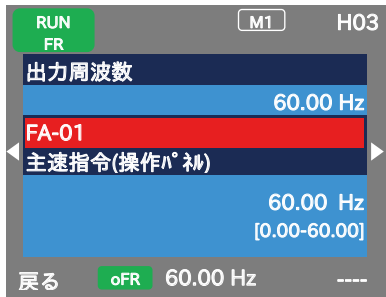 RUN M1 H03
FR
出力周波数
60.00 Hz
FA-01
主速指令(操作ﾊﾟﾈﾙ)
60.00 Hz
[0.00-60.00]
戻る oFR 60.00 Hz ----